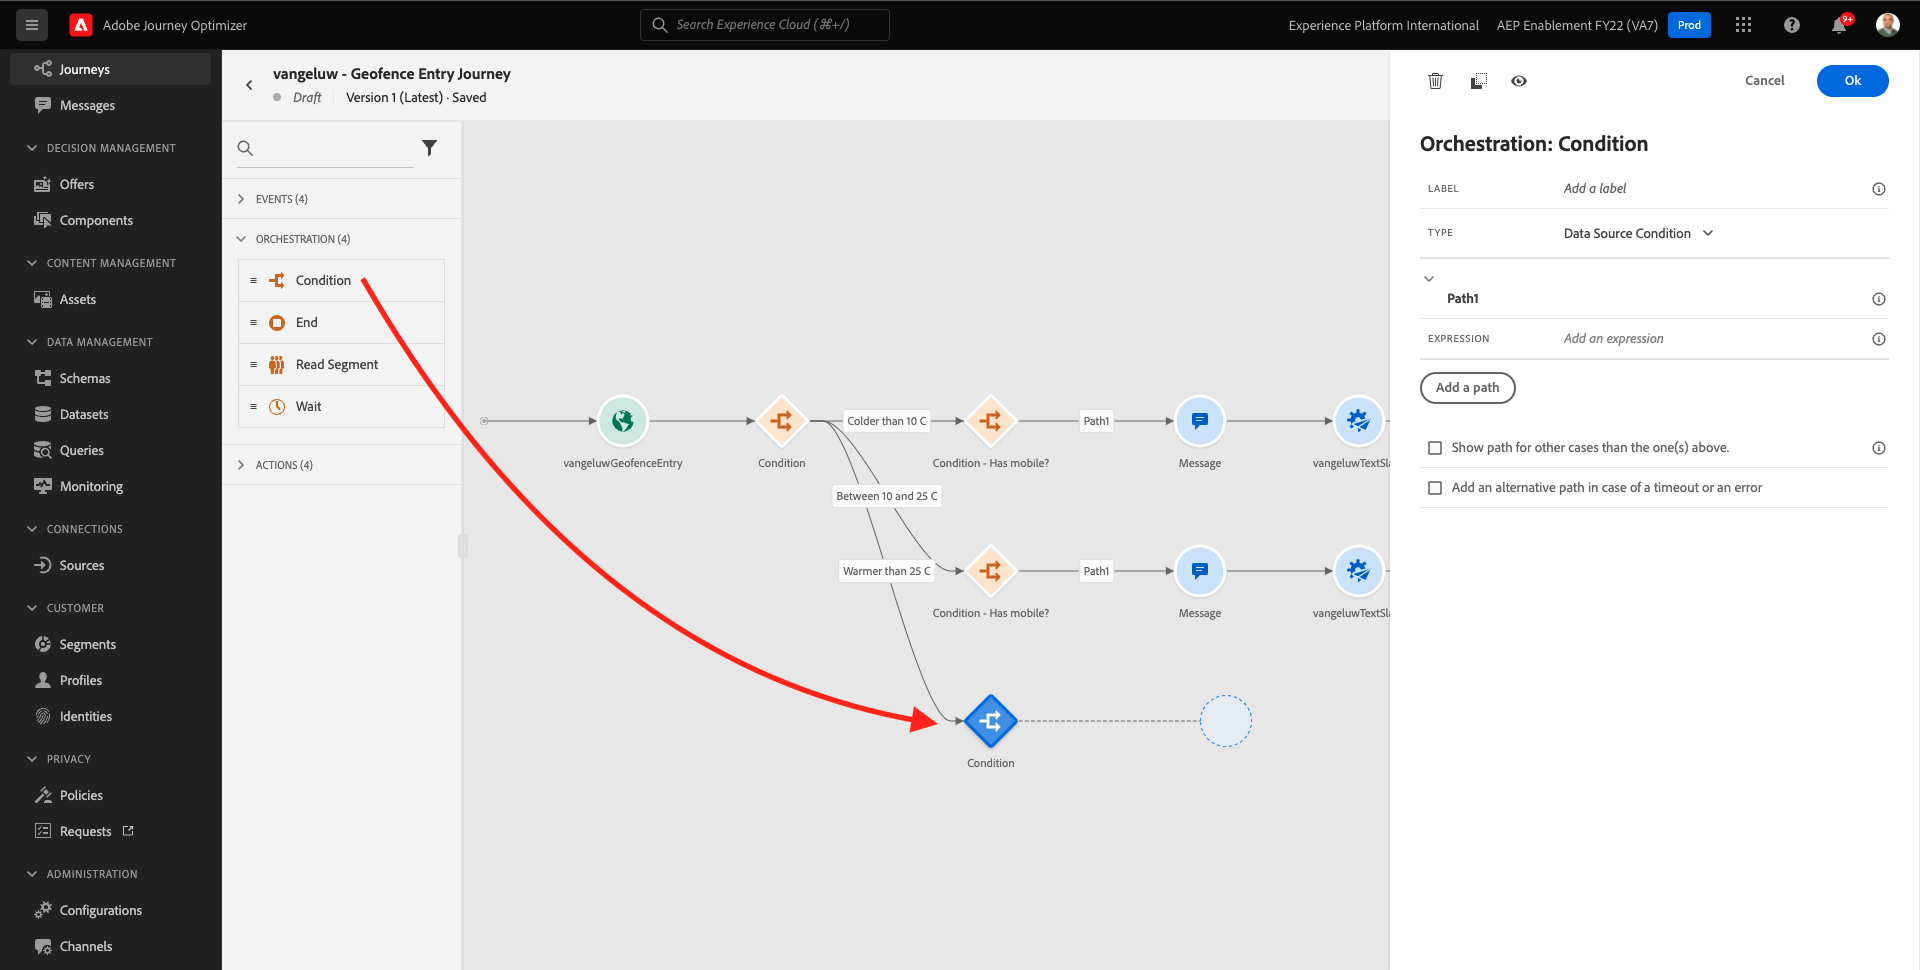 Adobe Journey Optimizer
Search Experience Cloud (⌘+/)
Experience Platform International
AEP Enablement FY22 (VA7)
Prod
9+
Journeys
Messages
DECISION MANAGEMENT
Offers
Components
CONTENT MANAGEMENT
Assets
DATA MANAGEMENT
Schemas
Datasets
Queries
Monitoring
CONNECTIONS
Sources
CUSTOMER
Segments
Profiles
Identities
PRIVACY
Policies
Requests
ADMINISTRATION
Configurations
Channels
vangeluw - Geofence Entry Journey
Draft
Version 1 (Latest) · Saved
EVENTS (4)
ORCHESTRATION (4)
Condition
End
Read Segment
Wait
ACTIONS (4)
vangeluwGeofenceEntry
Condition
Colder than 10 C
Condition - Has mobile?
Path1
Message
vangeluwTextSla
Between 10 and 25 C
Warmer than 25 C
Condition - Has mobile?
Path1
Message
vangeluwTextSla
Condition
Cancel
Ok
Orchestration: Condition
LABEL
Add a label
TYPE
Data Source Condition
Path1
EXPRESSION
Add an expression
Add a path
Show path for other cases than the one(s) above.
Add an alternative path in case of a timeout or an error